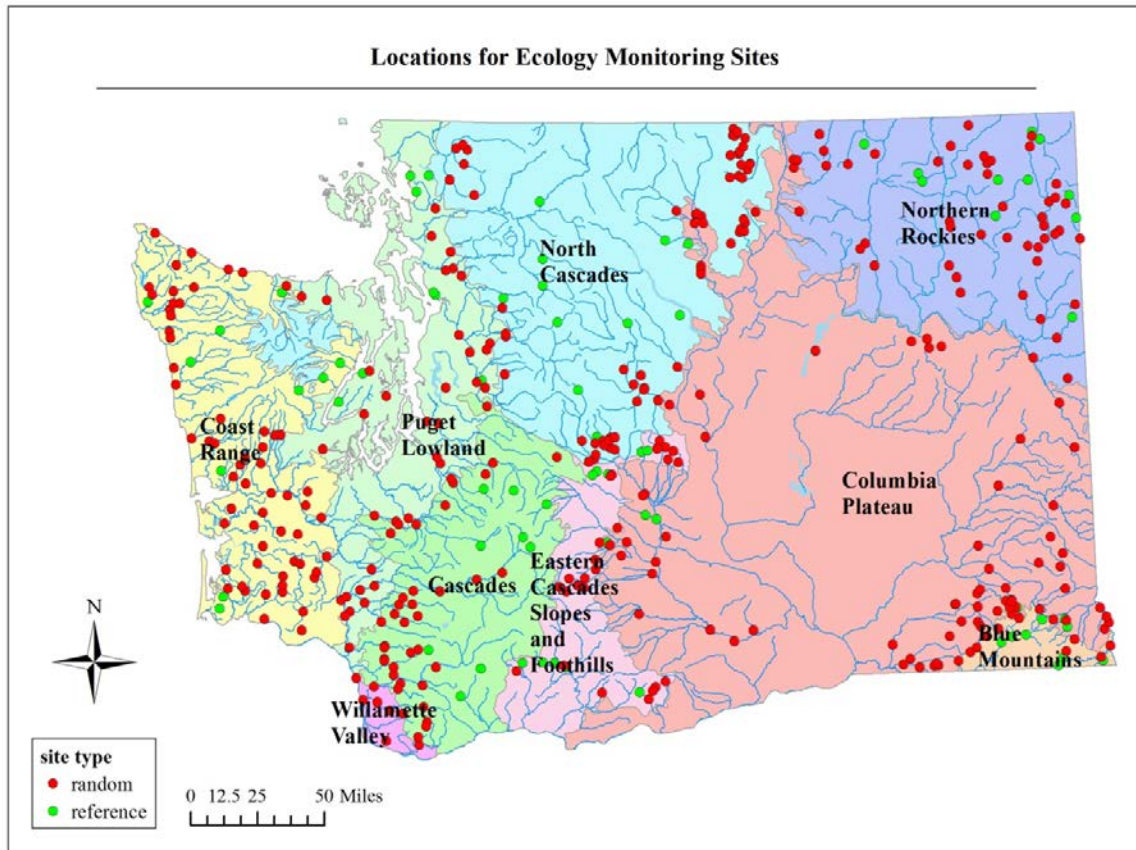 Locations for Ecology Monitoring Sites
North
Cascades
Northern
Rockies
Coast
Range
Puget
Lowland
Columbia
Plateau
Cascades
Eastern
Cascades
Slopes
and
Foothills
Blue
Mountains
Willamette
Valley
N
site type
random
reference
0 12.5 25 50 Miles